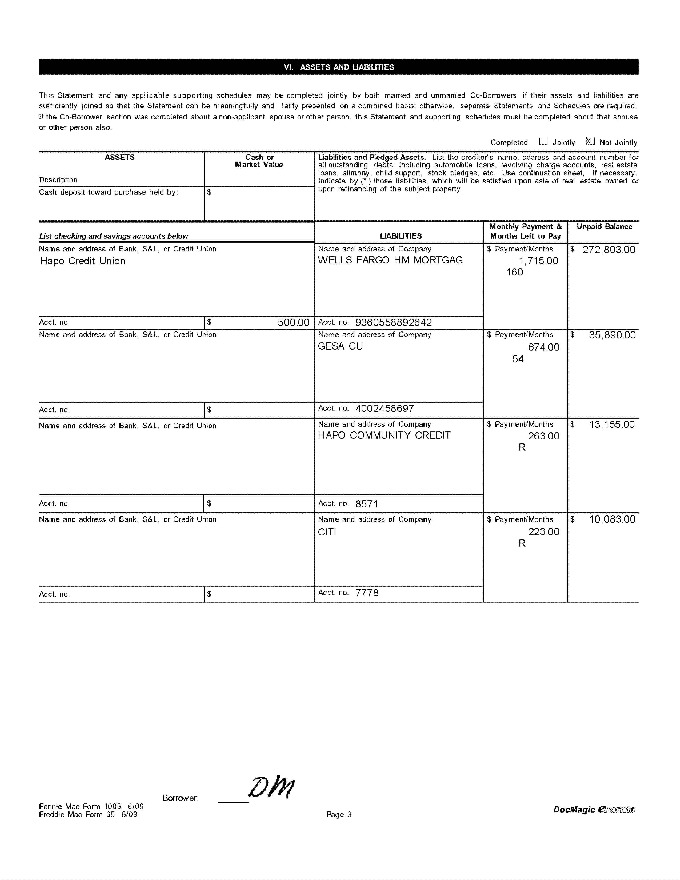 VI. ASSETS AND LIABILITIES
This Statement and any applicable supporting schedules may be completed jointly by both married and unmarried Co-Borrowers if their assets and liabilities are
sufficiently joined so that the Statement can be meaningfully and fairly presented on a combined basis; otherwise, separate Statements and Schedules are required.
If the Co-Borrower section was completed about a non-applicant spouse or other person, this Statement and supporting schedules must be completed about that spouse
or other person also.
Completed Jointly X Not Jointly
ASSETS
Cash or
Market Value
Description
Cash deposit toward purchase held by:
$
Liabilities and Pledged Assets. List the creditor's name, address and account number for
all outstanding debts, including automobile loans, revolving charge accounts, real estate
loans, alimony, child support, stock pledges, etc. Use continuation sheet, if necessary.
Indicate by (*) those liabilities, which will be satisfied upon sale of real estate owned or
upon refinancing of the subject property.
List checking and savings accounts below
LIABILITIES
Monthly Payment &
Months Left to Pay
Unpaid Balance
Name and address of Bank, S&L, or Credit Union
Hapo Credit Union
Acct. no.
$ 500.00
Name and address of Company
WELLS FARGO HM MORTGAG
Acct. no. 9360558892642
$ Payment/Months
1,715.00
160
$ 272,803.00
Name and address of Bank, S&L, or Credit Union
Acct. no.
$
Name and address of Company
GESA CU
Acct. no. 4002458697
$ Payment/Months
674.00
54
$ 35,890.00
Name and address of Bank, S&L, or Credit Union
Acct. no.
$
Name and address of Company
HAPO COMMUNITY CREDIT
Acct. no. 8571
$ Payment/Months
263.00
R
$ 13,155.00
Name and address of Bank, S&L, or Credit Union
Acct. no.
$
Name and address of Company
CITI
Acct. no. 7778
$ Payment/Months
223.00
R
$ 10,083.00
Borrower DM
Fannie Mae Form 1003 6/09
Freddie Mac Form 65 6/09
Page 3
DocMagic